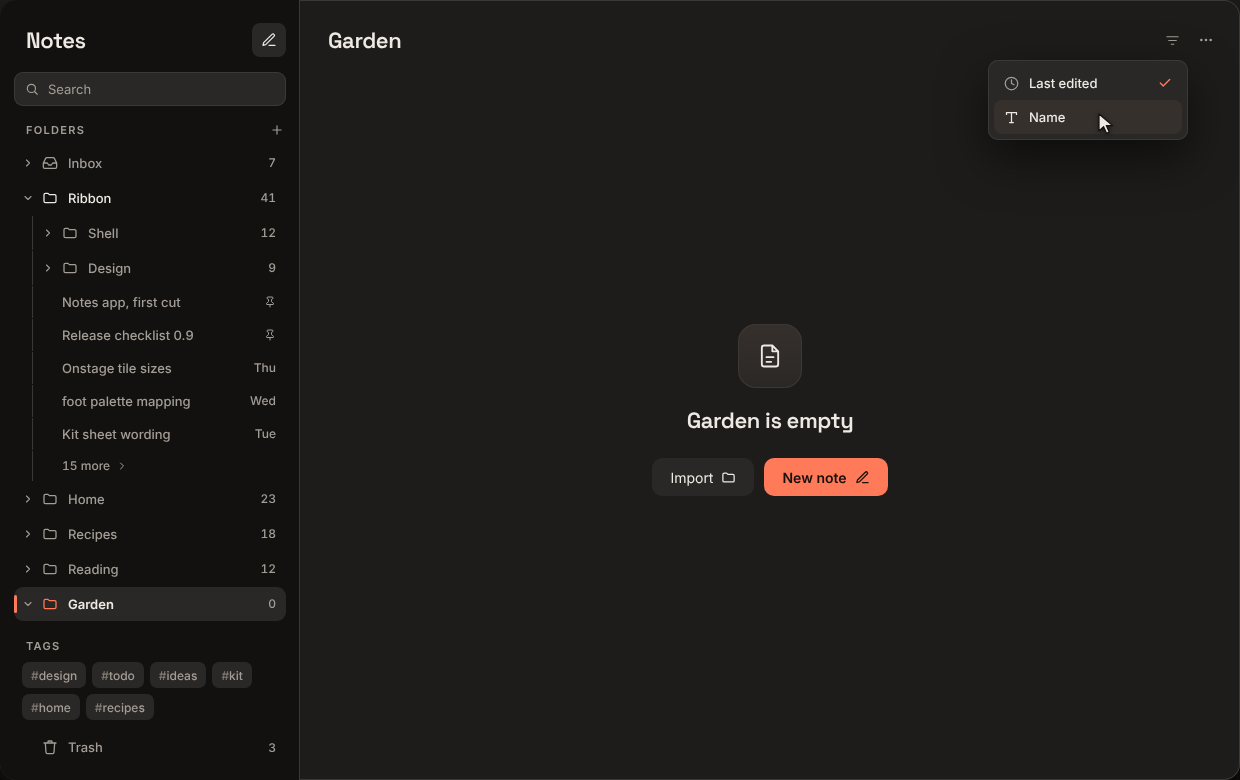 Notes
Search
FOLDERS
Inbox 7
Ribbon 41
Shell 12
Design 9
Notes app, first cut
Release checklist 0.9
Onstage tile sizes Thu
foot palette mapping Wed
Kit sheet wording Tue
15 more
Home 23
Recipes 18
Reading 12
Garden 0
TAGS
#design #todo #ideas #kit
#home #recipes
Trash 3
Garden
Last edited
Name
Garden is empty
Import New note